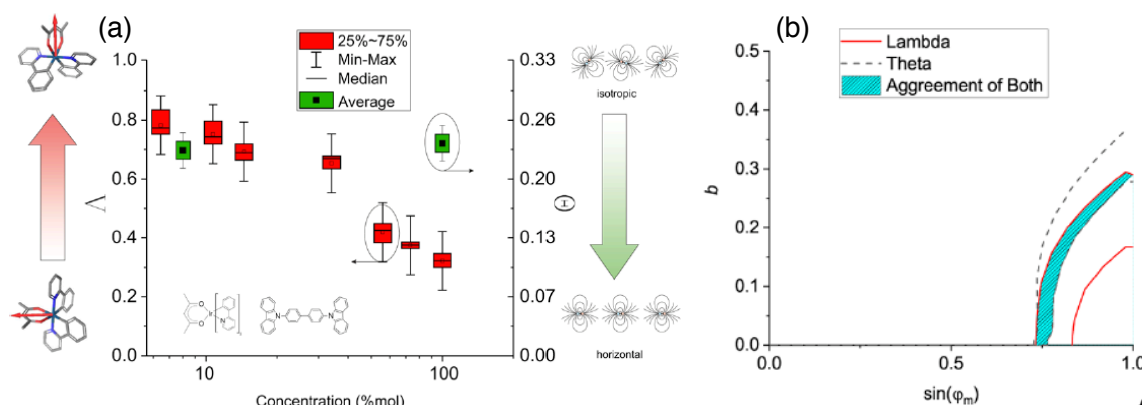 (a)
25%~75%
Min-Max
Median
Average
1.0
0.8
0.6
0.4
0.2
0.0
Λ
10
100
Concentration (%mol)
0.33
0.26
0.20
0.13
0.07
0.00
Θ
isotropic
horizontal
O
O
Ir
N
N
N
(b)
Lambda
Theta
Aggreement of Both
0.5
0.4
0.3
0.2
0.1
0
b
0.0
0.5
1.0
sin(φm)